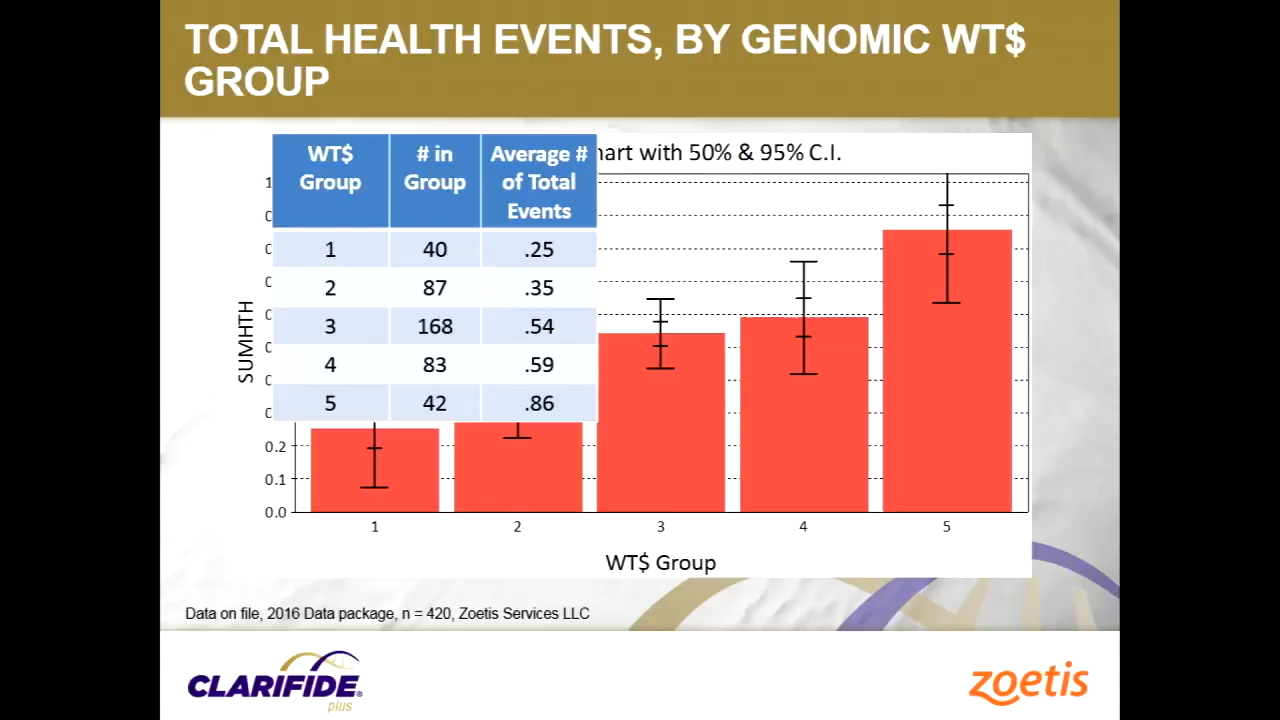 TOTAL HEALTH EVENTS, BY GENOMIC WT$
GROUP
hart with 50% & 95% C.I.
WT$ Group # in Group Average # of Total Events
1 40 .25
2 87 .35
3 168 .54
4 83 .59
5 42 .86
SUMHTH
0.2
0.1
0.0
1 2 3 4 5
WT$ Group
Data on file, 2016 Data package, n = 420, Zoetis Services LLC
CLARIFIDE®
plus
zoetis